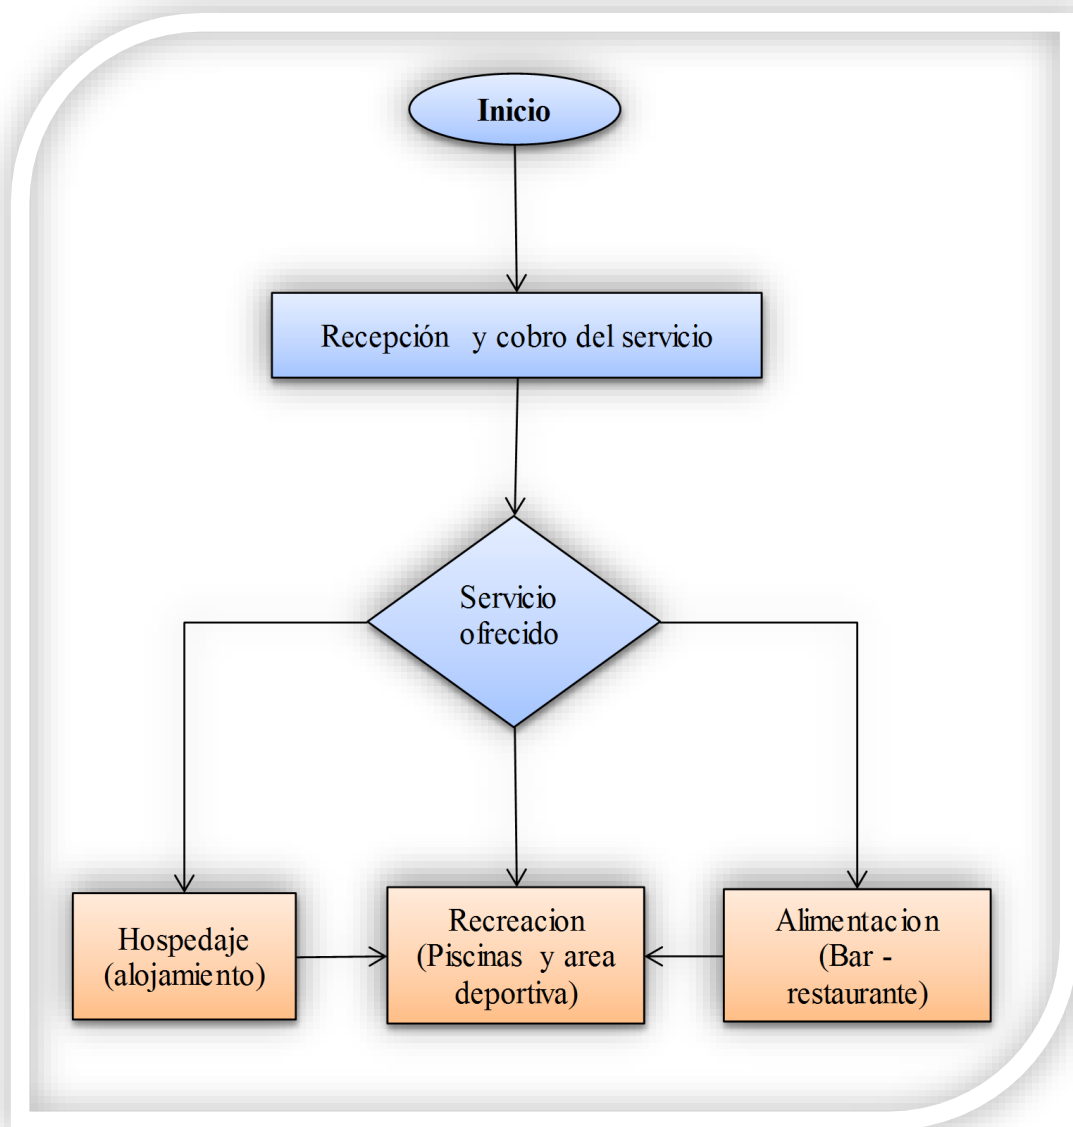 Inicio
Recepción y cobro del servicio
Servicio
ofrecido
Hospedaje
(alojamiento)
Recreacion
(Piscinas y area
deportiva)
Alimentacion
(Bar -
restaurante)